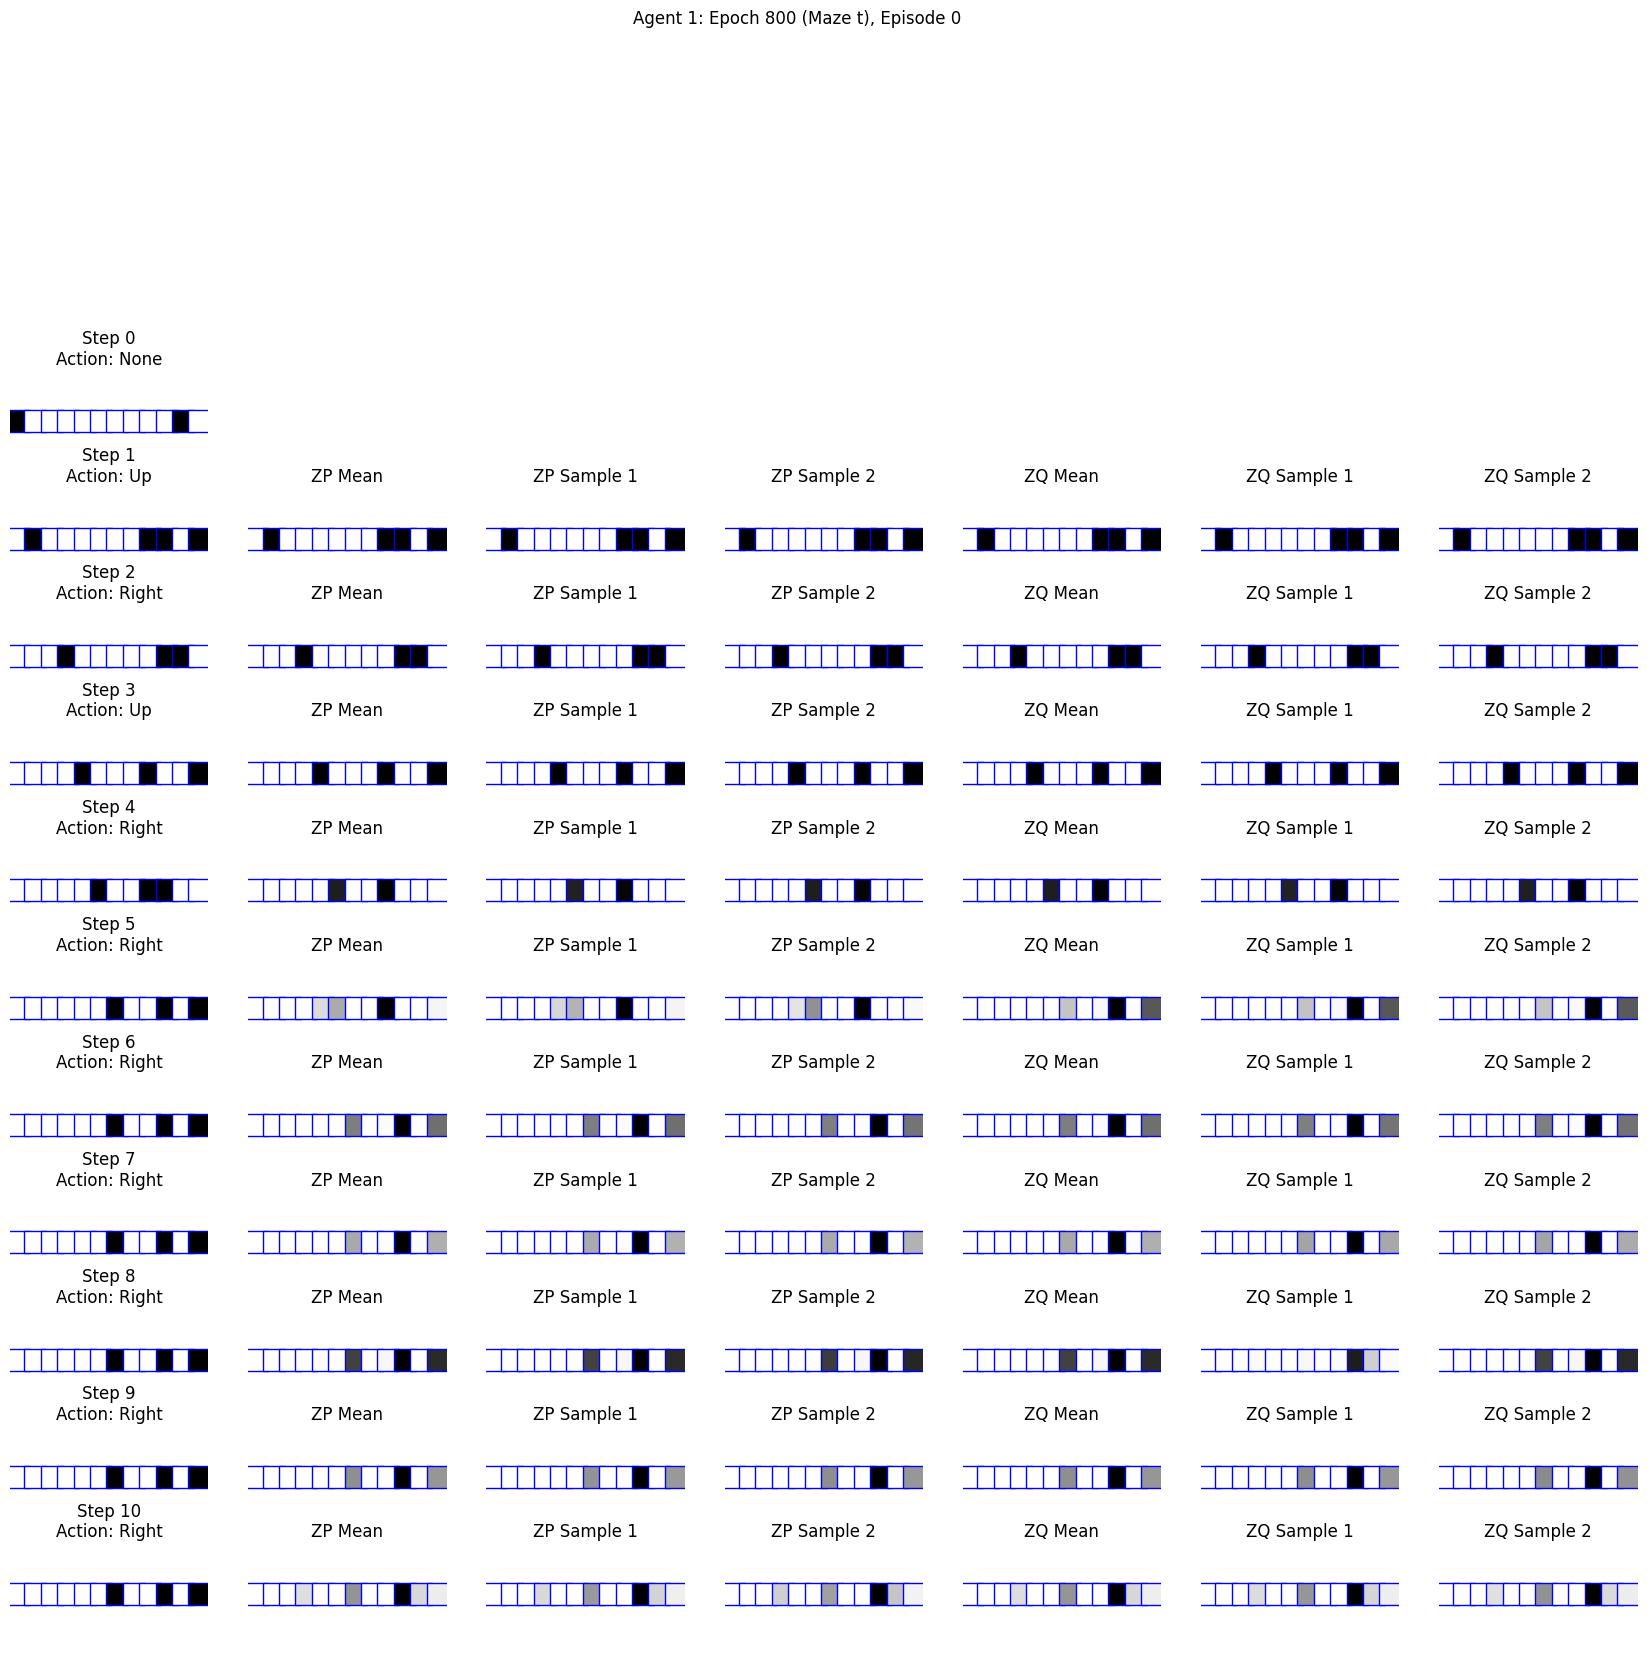 Agent 1: Epoch 800 (Maze t), Episode 0
Step 0
Action: None
Step 1
Action: Up
ZP Mean
ZP Sample 1
ZP Sample 2
ZQ Mean
ZQ Sample 1
ZQ Sample 2
Step 2
Action: Right
ZP Mean
ZP Sample 1
ZP Sample 2
ZQ Mean
ZQ Sample 1
ZQ Sample 2
Step 3
Action: Up
ZP Mean
ZP Sample 1
ZP Sample 2
ZQ Mean
ZQ Sample 1
ZQ Sample 2
Step 4
Action: Right
ZP Mean
ZP Sample 1
ZP Sample 2
ZQ Mean
ZQ Sample 1
ZQ Sample 2
Step 5
Action: Right
ZP Mean
ZP Sample 1
ZP Sample 2
ZQ Mean
ZQ Sample 1
ZQ Sample 2
Step 6
Action: Right
ZP Mean
ZP Sample 1
ZP Sample 2
ZQ Mean
ZQ Sample 1
ZQ Sample 2
Step 7
Action: Right
ZP Mean
ZP Sample 1
ZP Sample 2
ZQ Mean
ZQ Sample 1
ZQ Sample 2
Step 8
Action: Right
ZP Mean
ZP Sample 1
ZP Sample 2
ZQ Mean
ZQ Sample 1
ZQ Sample 2
Step 9
Action: Right
ZP Mean
ZP Sample 1
ZP Sample 2
ZQ Mean
ZQ Sample 1
ZQ Sample 2
Step 10
Action: Right
ZP Mean
ZP Sample 1
ZP Sample 2
ZQ Mean
ZQ Sample 1
ZQ Sample 2